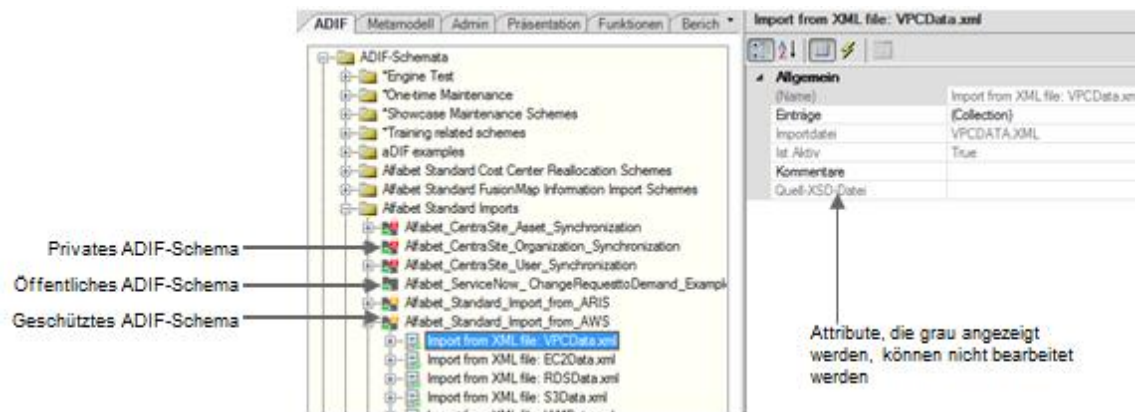 ADIF Metamodell Admin Präsentation Funktionen Berich
ADIF-Schemata
*Engine Test
*One-time Maintenance
*Showcase Maintenance Schemes
*Training related schemes
aDIF examples
Alfabet Standard Cost Center Reallocation Schemes
Alfabet Standard FusionMap Information Import Schemes
Alfabet Standard Imports
Alfabet_CentraSite_Asset_Synchronization
Alfabet_CentraSite_Organization_Synchronization
Alfabet_CentraSite_User_Synchronization
Alfabet_ServiceNow_ChangeRequesttoDemand_Exampl
Alfabet_Standard_Import_from_ARIS
Alfabet_Standard_Import_from_AWS
Import from XML file: VPCData.xml
Import from XML file: EC2Data.xml
Import from XML file: RDSData.xml
Import from XML file: S3Data.xml
Privates ADIF-Schema
Öffentliches ADIF-Schema
Geschütztes ADIF-Schema
Import from XML file: VPCData.xml
Allgemein
(Name) Import from XML file: VPCData.xm
Einträge (Collection)
Importdatei VPCDATA.XML
Ist Aktiv True
Kommentare
Quell-XSD-Datei
Attribute, die grau angezeigt
werden, können nicht bearbeitet
werden